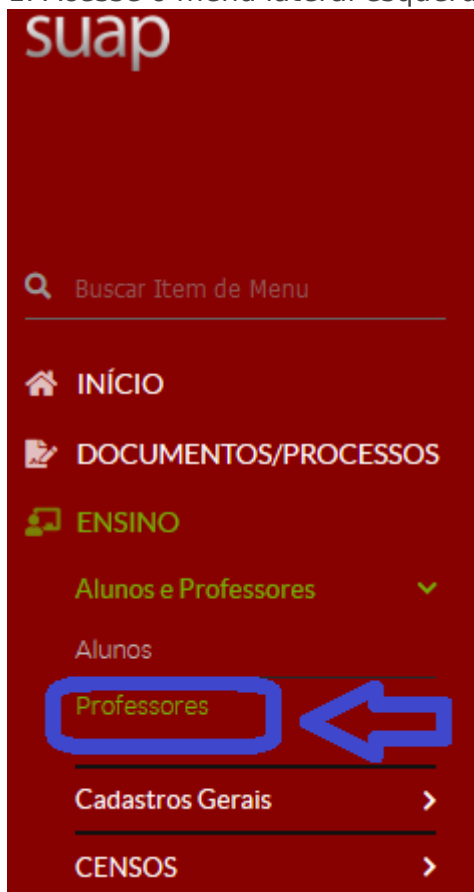 suap
Buscar Item de Menu
INÍCIO
DOCUMENTOS/PROCESSOS
ENSINO
Alunos e Professores
Alunos
Professores
Cadastros Gerais
CENSOS